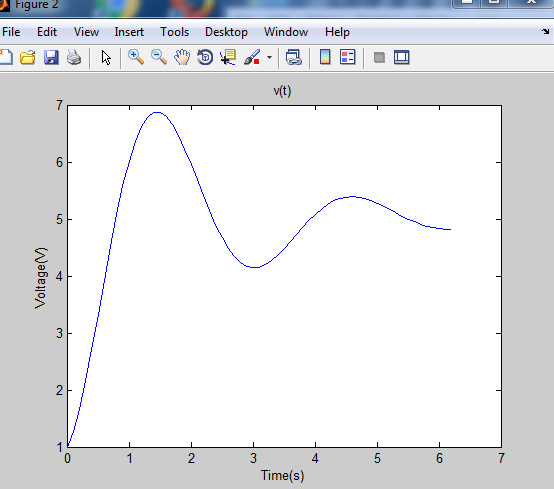 Figure 2
File Edit View Insert Tools Desktop Window Help
v(t)
7
6
5
4
3
2
1
Voltage(V)
0 1 2 3 4 5 6 7
Time(s)